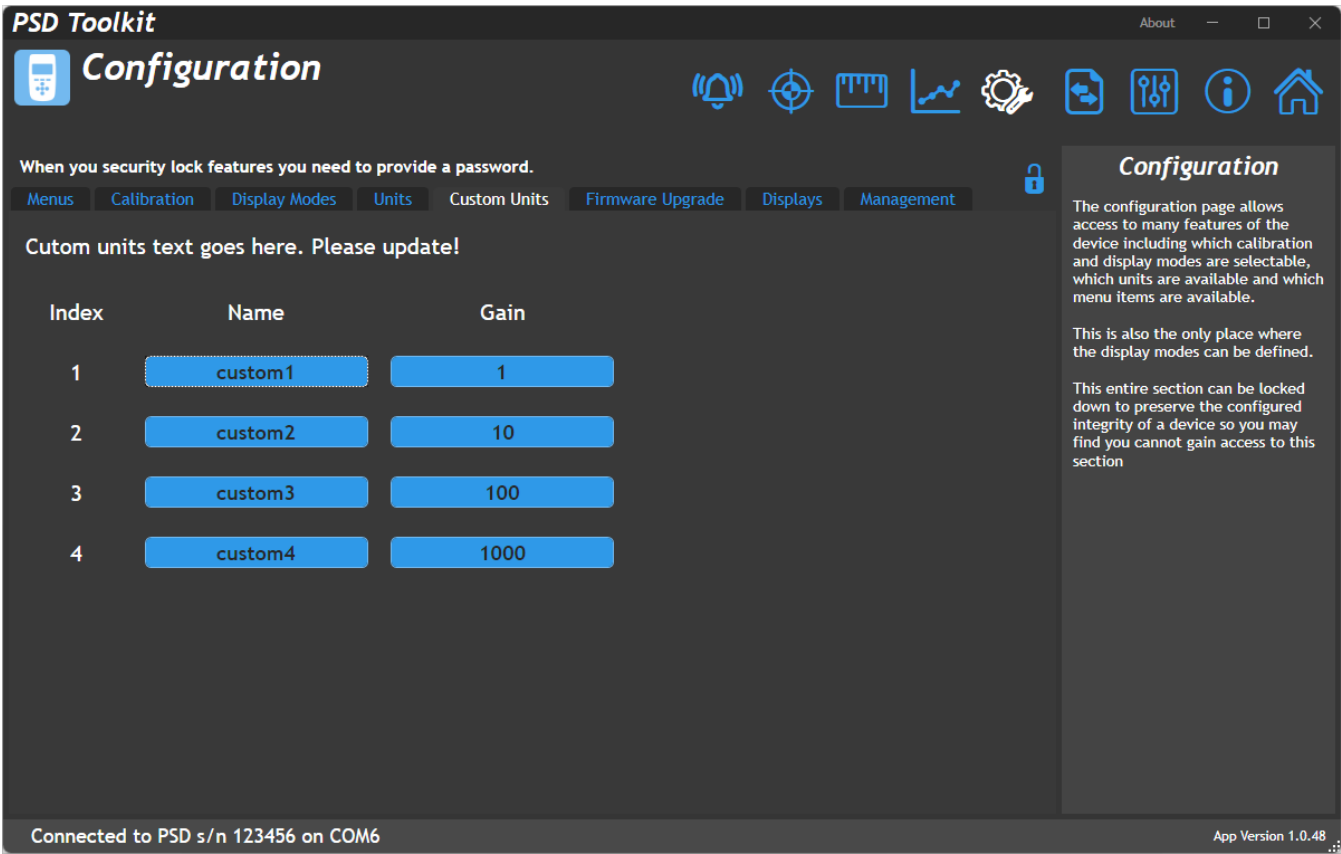 PSD Toolkit
About
Configuration
When you security lock features you need to provide a password.
Menus Calibration Display Modes Units Custom Units Firmware Upgrade Displays Management
Cutom units text goes here. Please update!
Index Name Gain
1 custom1 1
2 custom2 10
3 custom3 100
4 custom4 1000
Configuration
The configuration page allows
access to many features of the
device including which calibration
and display modes are selectable,
which units are available and which
menu items are available.
This is also the only place where
the display modes can be defined.
This entire section can be locked
down to preserve the configured
integrity of a device so you may
find you cannot gain access to this
section
Connected to PSD s/n 123456 on COM6
App Version 1.0.48